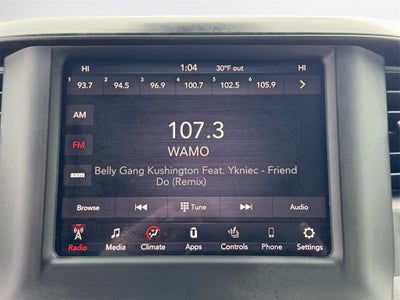 HI 1:04 30°F out HI
1 93.7 2 94.5 3 96.9 4 100.7 5 102.5 6 105.9
AM
107.3
FM
WAMO
sxm
Belly Gang Kushington Feat. Ykniec - Friend
Do (Remix)
Browse Tune Audio
Radio Media Climate Apps Controls Phone Settings